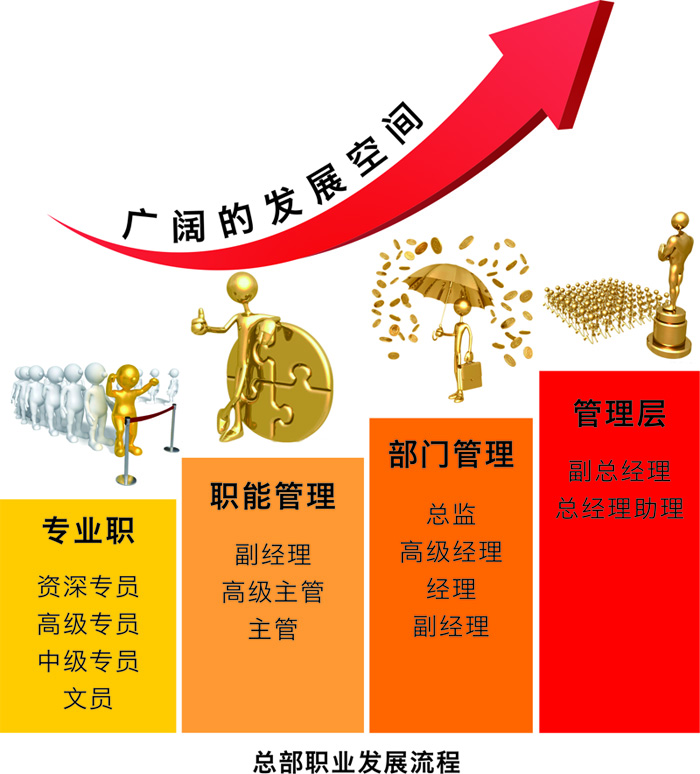 广阔的发展空间
专业职
资深专员
高级专员
中级专员
文员
职能管理
副经理
高级主管
主管
部门管理
总监
高级经理
经理
副经理
管理层
副总经理
总经理助理
总部职业发展流程